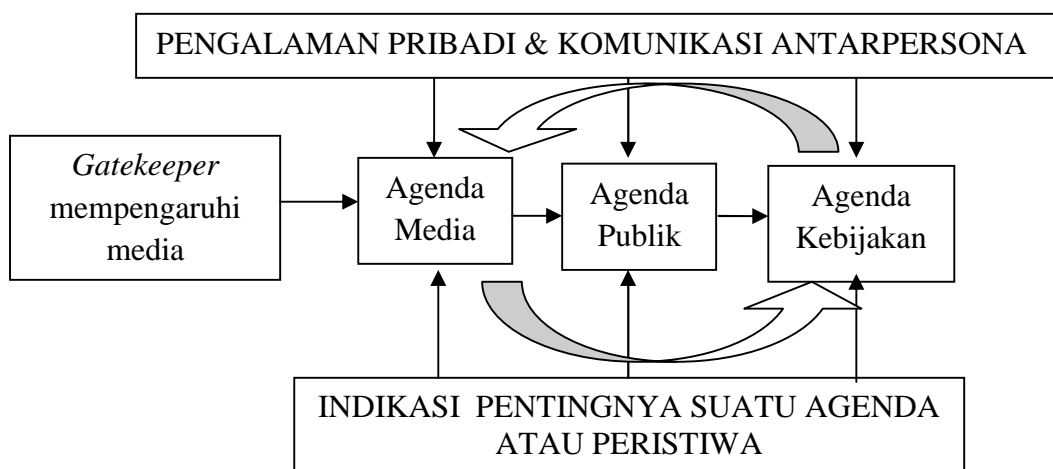 PENGALAMAN PRIBADI & KOMUNIKASI ANTARPERSONA
Gatekeeper
mempengaruhi
media
Agenda
Media
Agenda
Publik
Agenda
Kebijakan
INDIKASI PENTINGNYA SUATU AGENDA
ATAU PERISTIWA